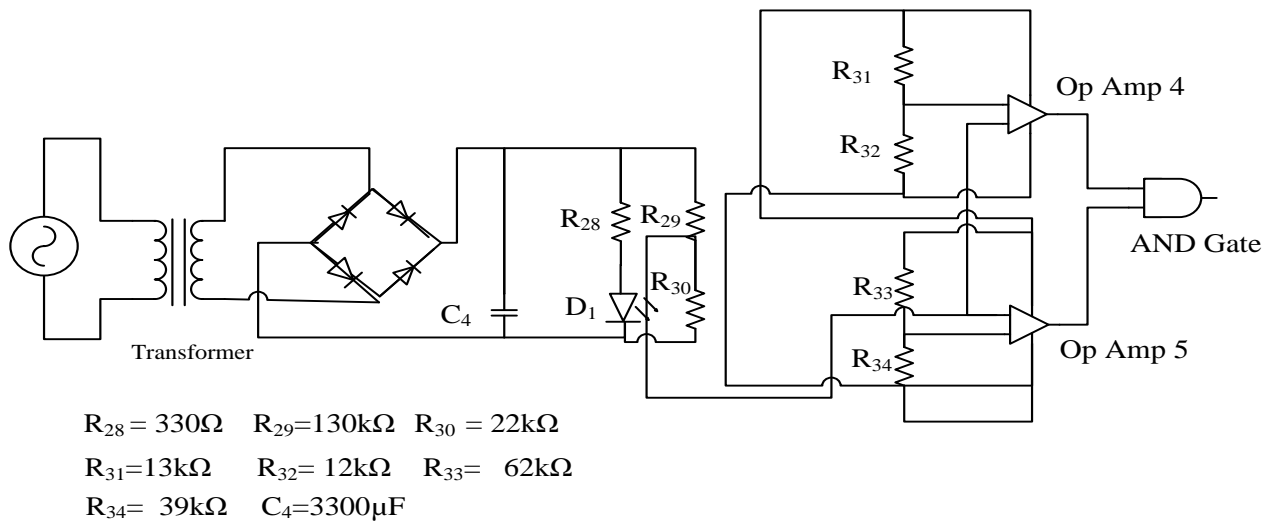 R31
Op Amp 4
R32
R28
R29
AND Gate
R30
R33
C4
D1
Transformer
Op Amp 5
R34
R28 = 330Ω R29=130kΩ R30 = 22kΩ
R31=13kΩ R32= 12kΩ R33= 62kΩ
R34= 39kΩ C4=3300µF